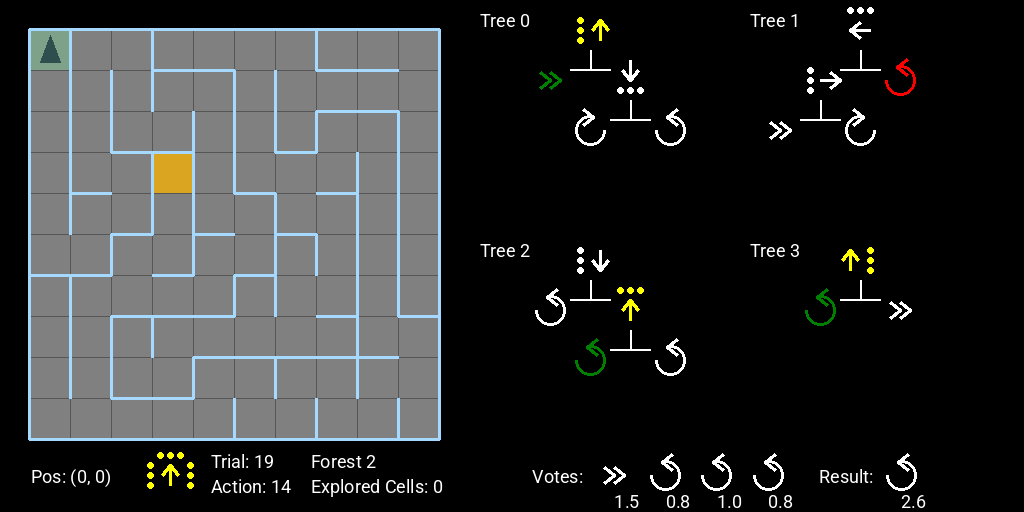 Tree 0
Tree 1
Tree 2
Tree 3
Pos: (0, 0)
Trial: 19
Forest 2
Action: 14
Explored Cells: 0
Votes:
Result:
1.5
0.8
1.0
0.8
2.6